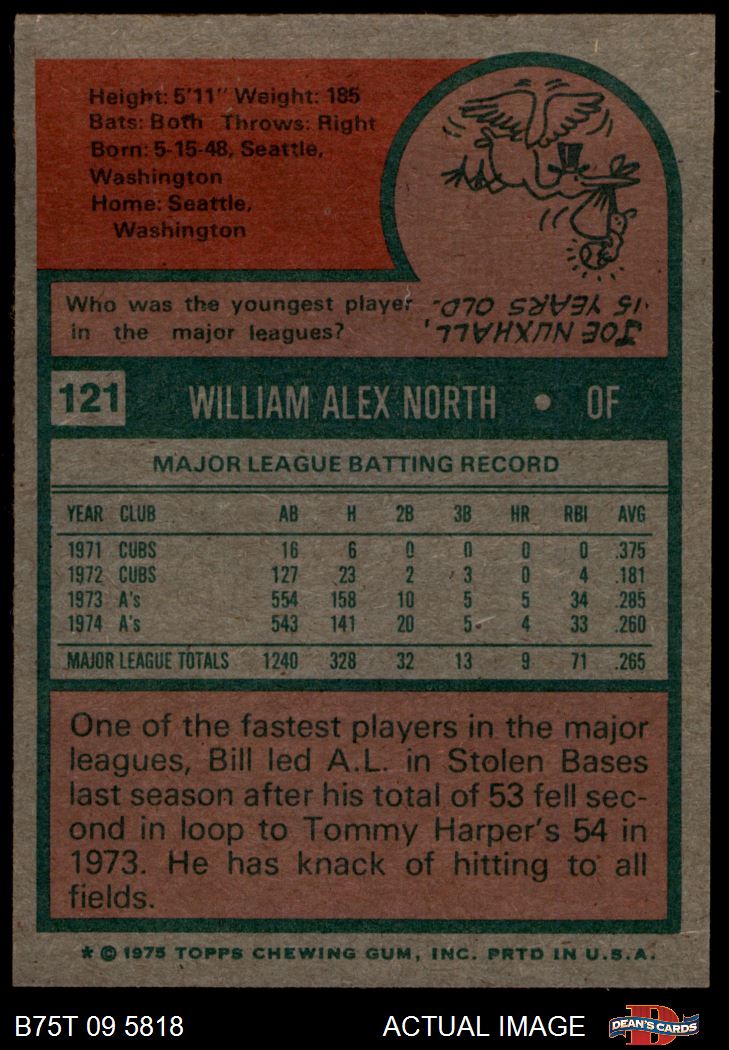 Height: 5'11" Weight: 185
Bats: Both Throws: Right
Born: 5-15-48, Seattle,
Washington
Home: Seattle,
Washington
Who was the youngest player
in the major leagues?
JOE NUXHALL,
15 YEARS OLD.
121 WILLIAM ALEX NORTH • OF
MAJOR LEAGUE BATTING RECORD
YEAR CLUB AB H 2B 3B HR RBI AVG
1971 CUBS 16 6 0 0 0 0 .375
1972 CUBS 127 23 2 3 0 4 .181
1973 A's 554 158 10 5 5 34 .285
1974 A's 543 141 20 5 4 33 .260
MAJOR LEAGUE TOTALS 1240 328 32 13 9 71 .265
One of the fastest players in the major
leagues, Bill led A.L. in Stolen Bases
last season after his total of 53 fell sec-
ond in loop to Tommy Harper's 54 in
1973. He has knack of hitting to all
fields.
* © 1975 TOPPS CHEWING GUM, INC. PRTD IN U.S.A.
B75T 09 5818 ACTUAL IMAGE DEAN'S CARDS